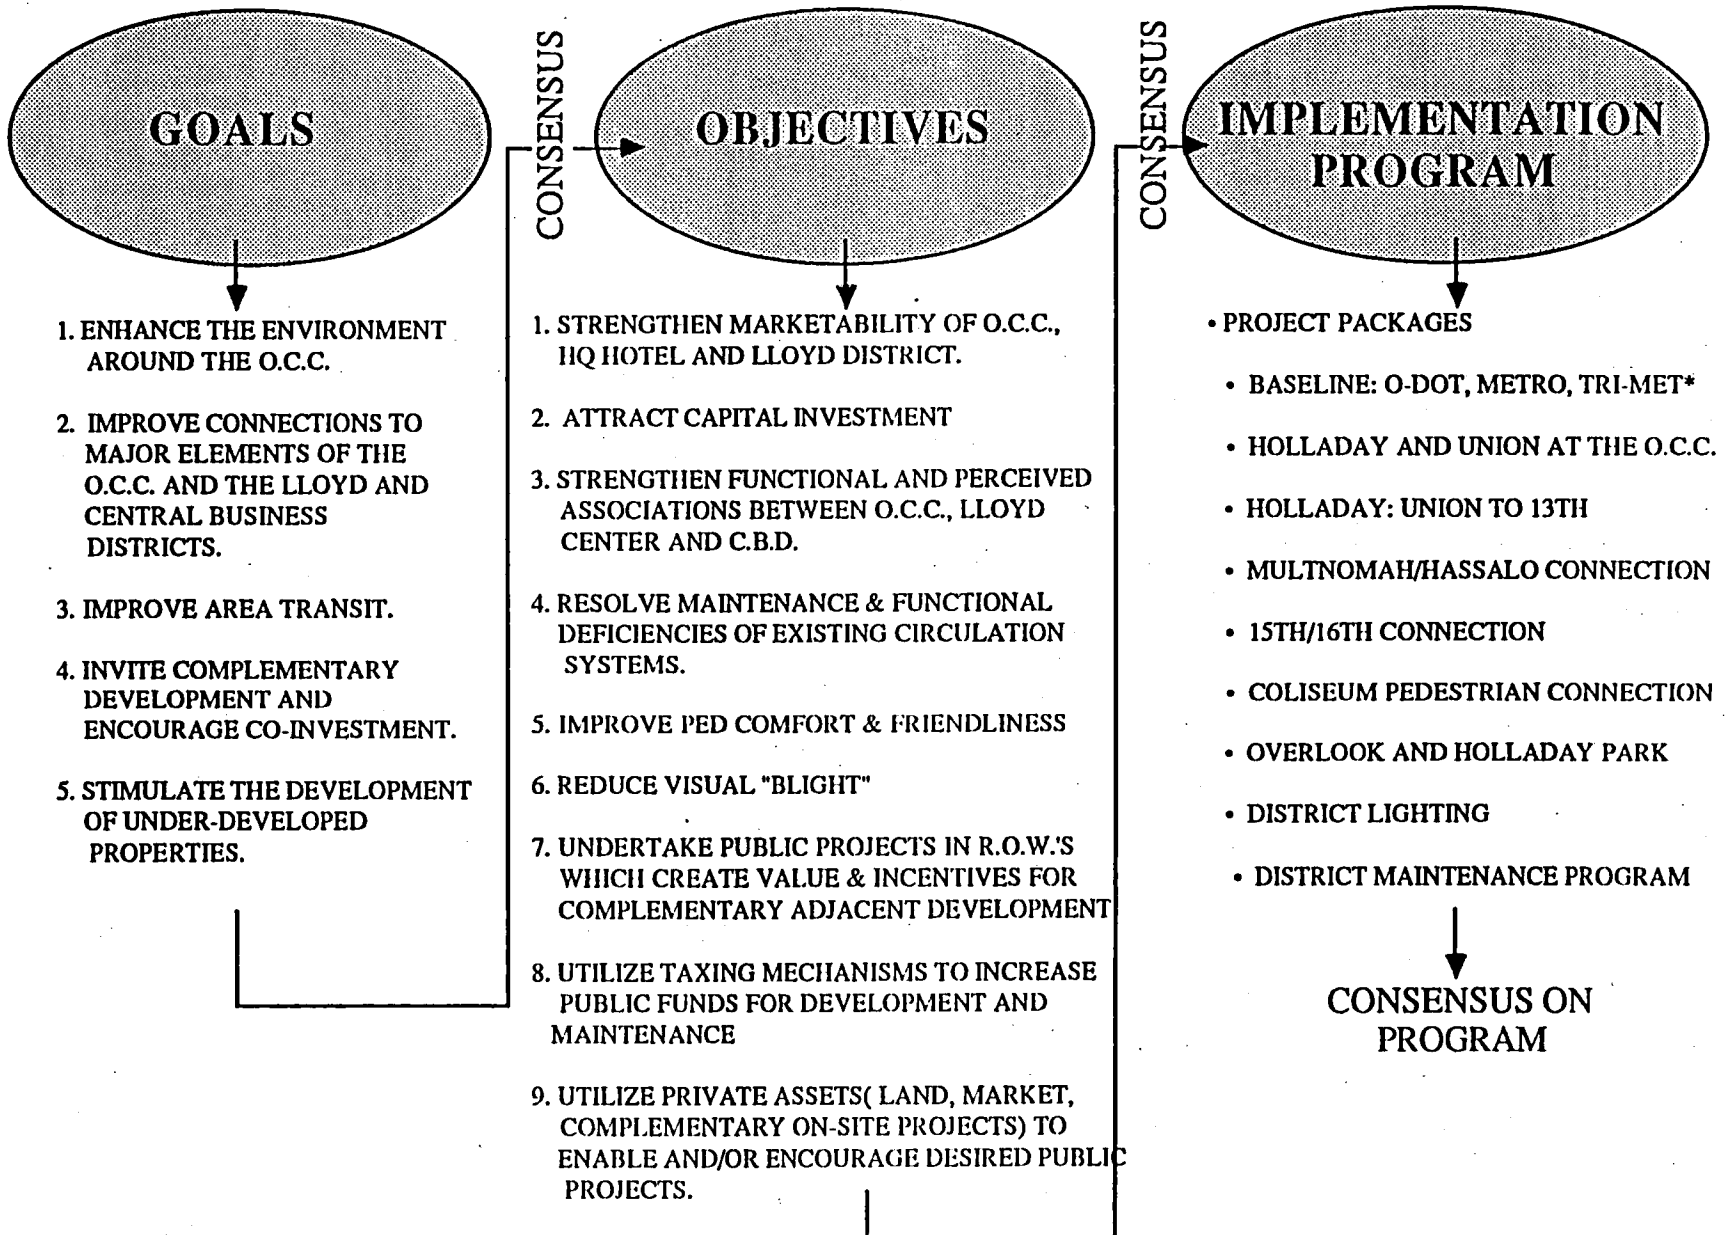 GOALS
1. ENHANCE THE ENVIRONMENT
AROUND THE O.C.C.
2. IMPROVE CONNECTIONS TO
MAJOR ELEMENTS OF THE
O.C.C. AND THE LLOYD AND
CENTRAL BUSINESS
DISTRICTS.
3. IMPROVE AREA TRANSIT.
4. INVITE COMPLEMENTARY
DEVELOPMENT AND
ENCOURAGE CO-INVESTMENT.
5. STIMULATE THE DEVELOPMENT
OF UNDER-DEVELOPED
PROPERTIES.
CONSENSUS
OBJECTIVES
1. STRENGTHEN MARKETABILITY OF O.C.C.,
HQ HOTEL AND LLOYD DISTRICT.
2. ATTRACT CAPITAL INVESTMENT
3. STRENGTHEN FUNCTIONAL AND PERCEIVED
ASSOCIATIONS BETWEEN O.C.C., LLOYD
CENTER AND C.B.D.
4. RESOLVE MAINTENANCE & FUNCTIONAL
DEFICIENCIES OF EXISTING CIRCULATION
SYSTEMS.
5. IMPROVE PED COMFORT & FRIENDLINESS
6. REDUCE VISUAL "BLIGHT"
7. UNDERTAKE PUBLIC PROJECTS IN R.O.W.'S
WHICH CREATE VALUE & INCENTIVES FOR
COMPLEMENTARY ADJACENT DEVELOPMENT
8. UTILIZE TAXING MECHANISMS TO INCREASE
PUBLIC FUNDS FOR DEVELOPMENT AND
MAINTENANCE
9. UTILIZE PRIVATE ASSETS( LAND, MARKET,
COMPLEMENTARY ON-SITE PROJECTS) TO
ENABLE AND/OR ENCOURAGE DESIRED PUBLIC
PROJECTS.
CONSENSUS
IMPLEMENTATION
PROGRAM
• PROJECT PACKAGES
• BASELINE: O-DOT, METRO, TRI-MET*
• HOLLADAY AND UNION AT THE O.C.C.
• HOLLADAY: UNION TO 13TH
• MULTNOMAH/HASSALO CONNECTION
• 15TH/16TH CONNECTION
• COLISEUM PEDESTRIAN CONNECTION
• OVERLOOK AND HOLLADAY PARK
• DISTRICT LIGHTING
• DISTRICT MAINTENANCE PROGRAM
CONSENSUS ON
PROGRAM